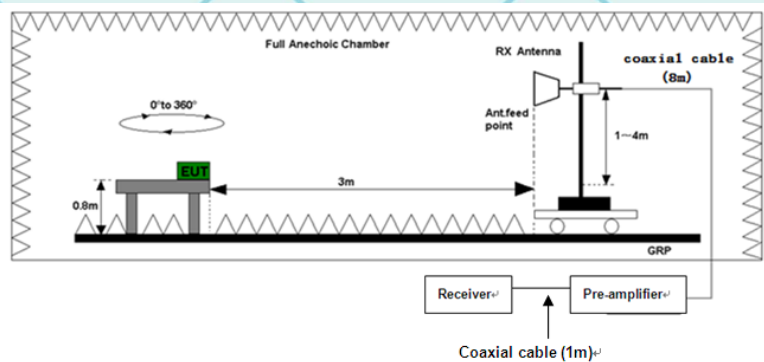 Full Anechoic Chamber
RX Antenna
coaxial cable
(8m)
0°to 360°
Ant.feed
point
1~4m
EUT
3m
0.8m
GRP
Receiver↵
Pre-amplifier↵
Coaxial cable (1m)↵